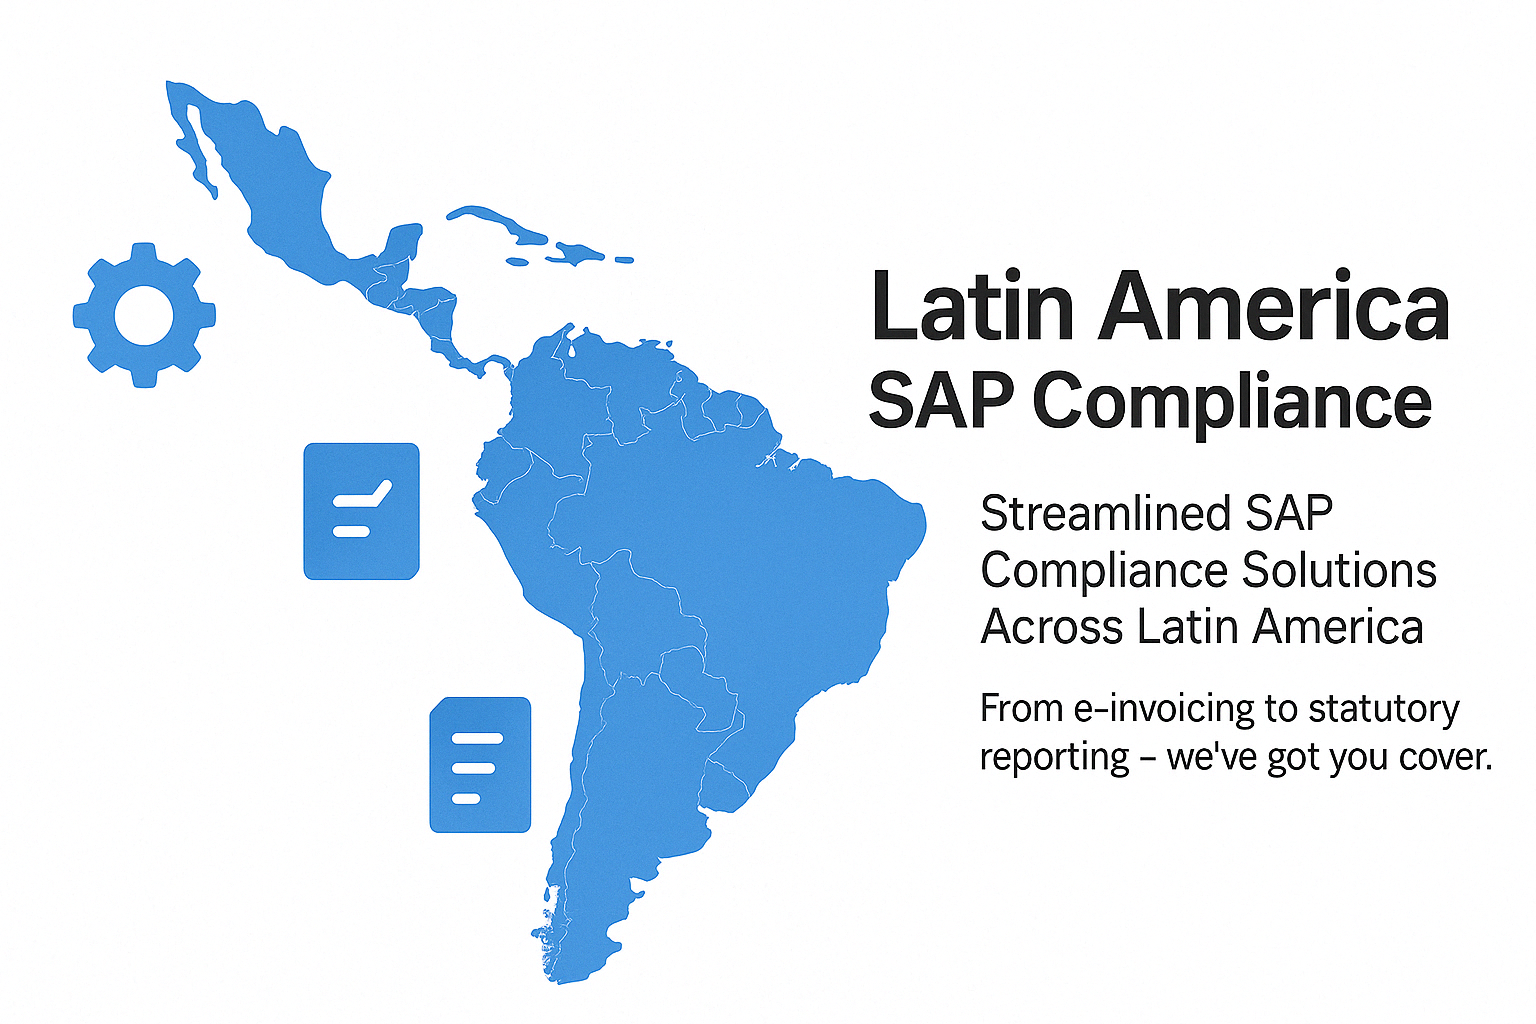 Latin America
SAP Compliance
Streamlined SAP
Compliance Solutions
Across Latin America
From e-invoicing to statutory
reporting – we've got you cover.